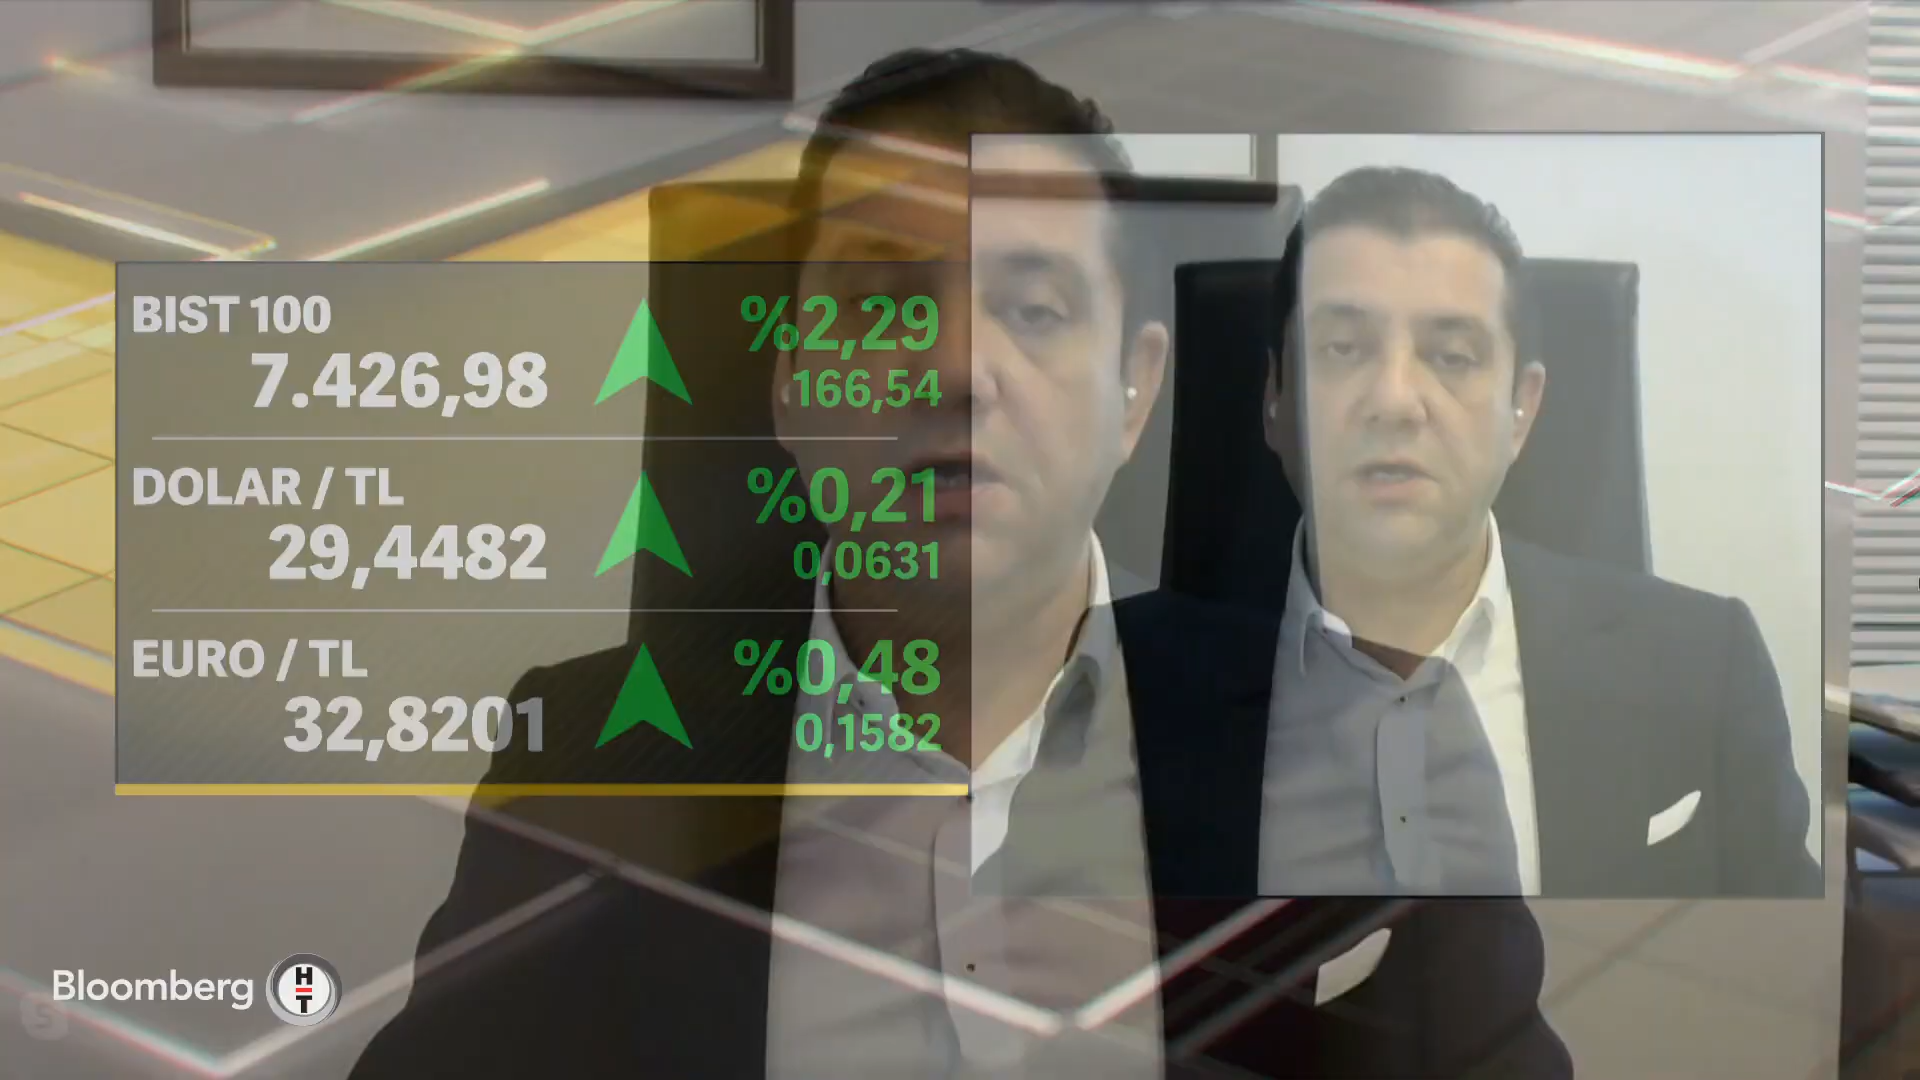 BIST 100
7.426,98
%2,29
166,54
DOLAR / TL
29,4482
%0,21
0,0631
EURO / TL
32,8201
%0,48
0,1582
Bloomberg HT
S